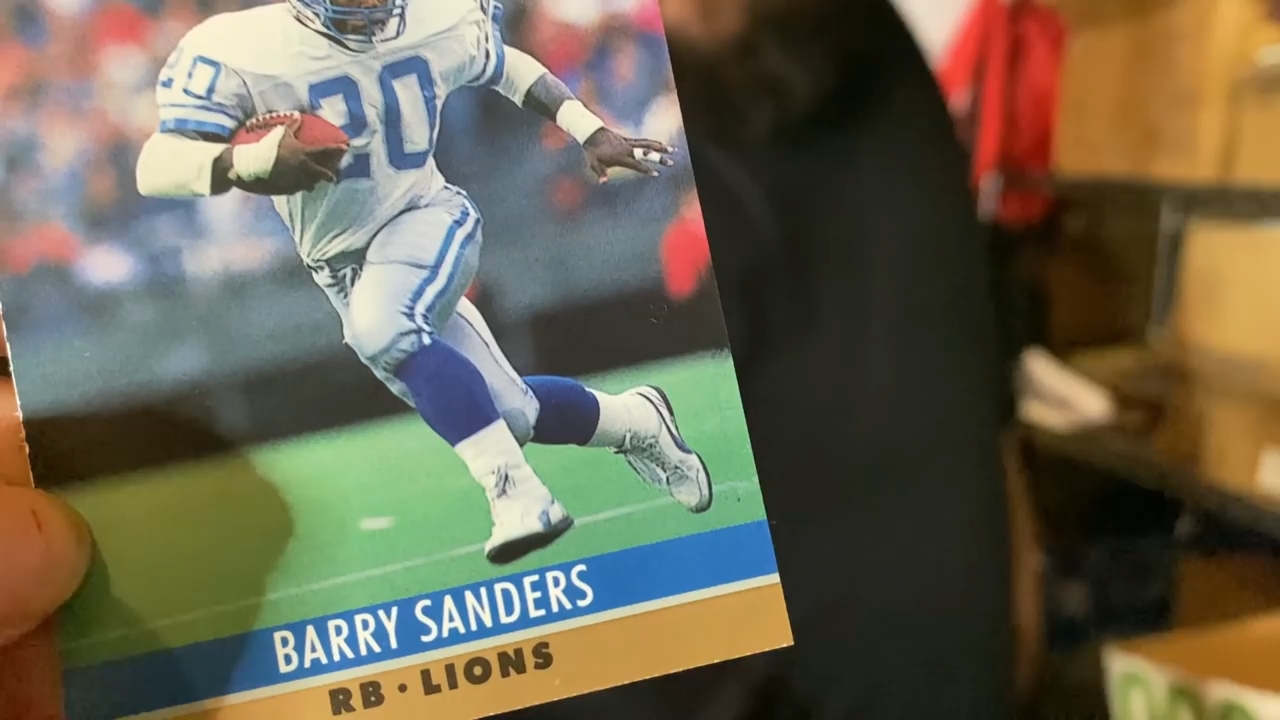 20
20
BARRY SANDERS
RB • LIONS